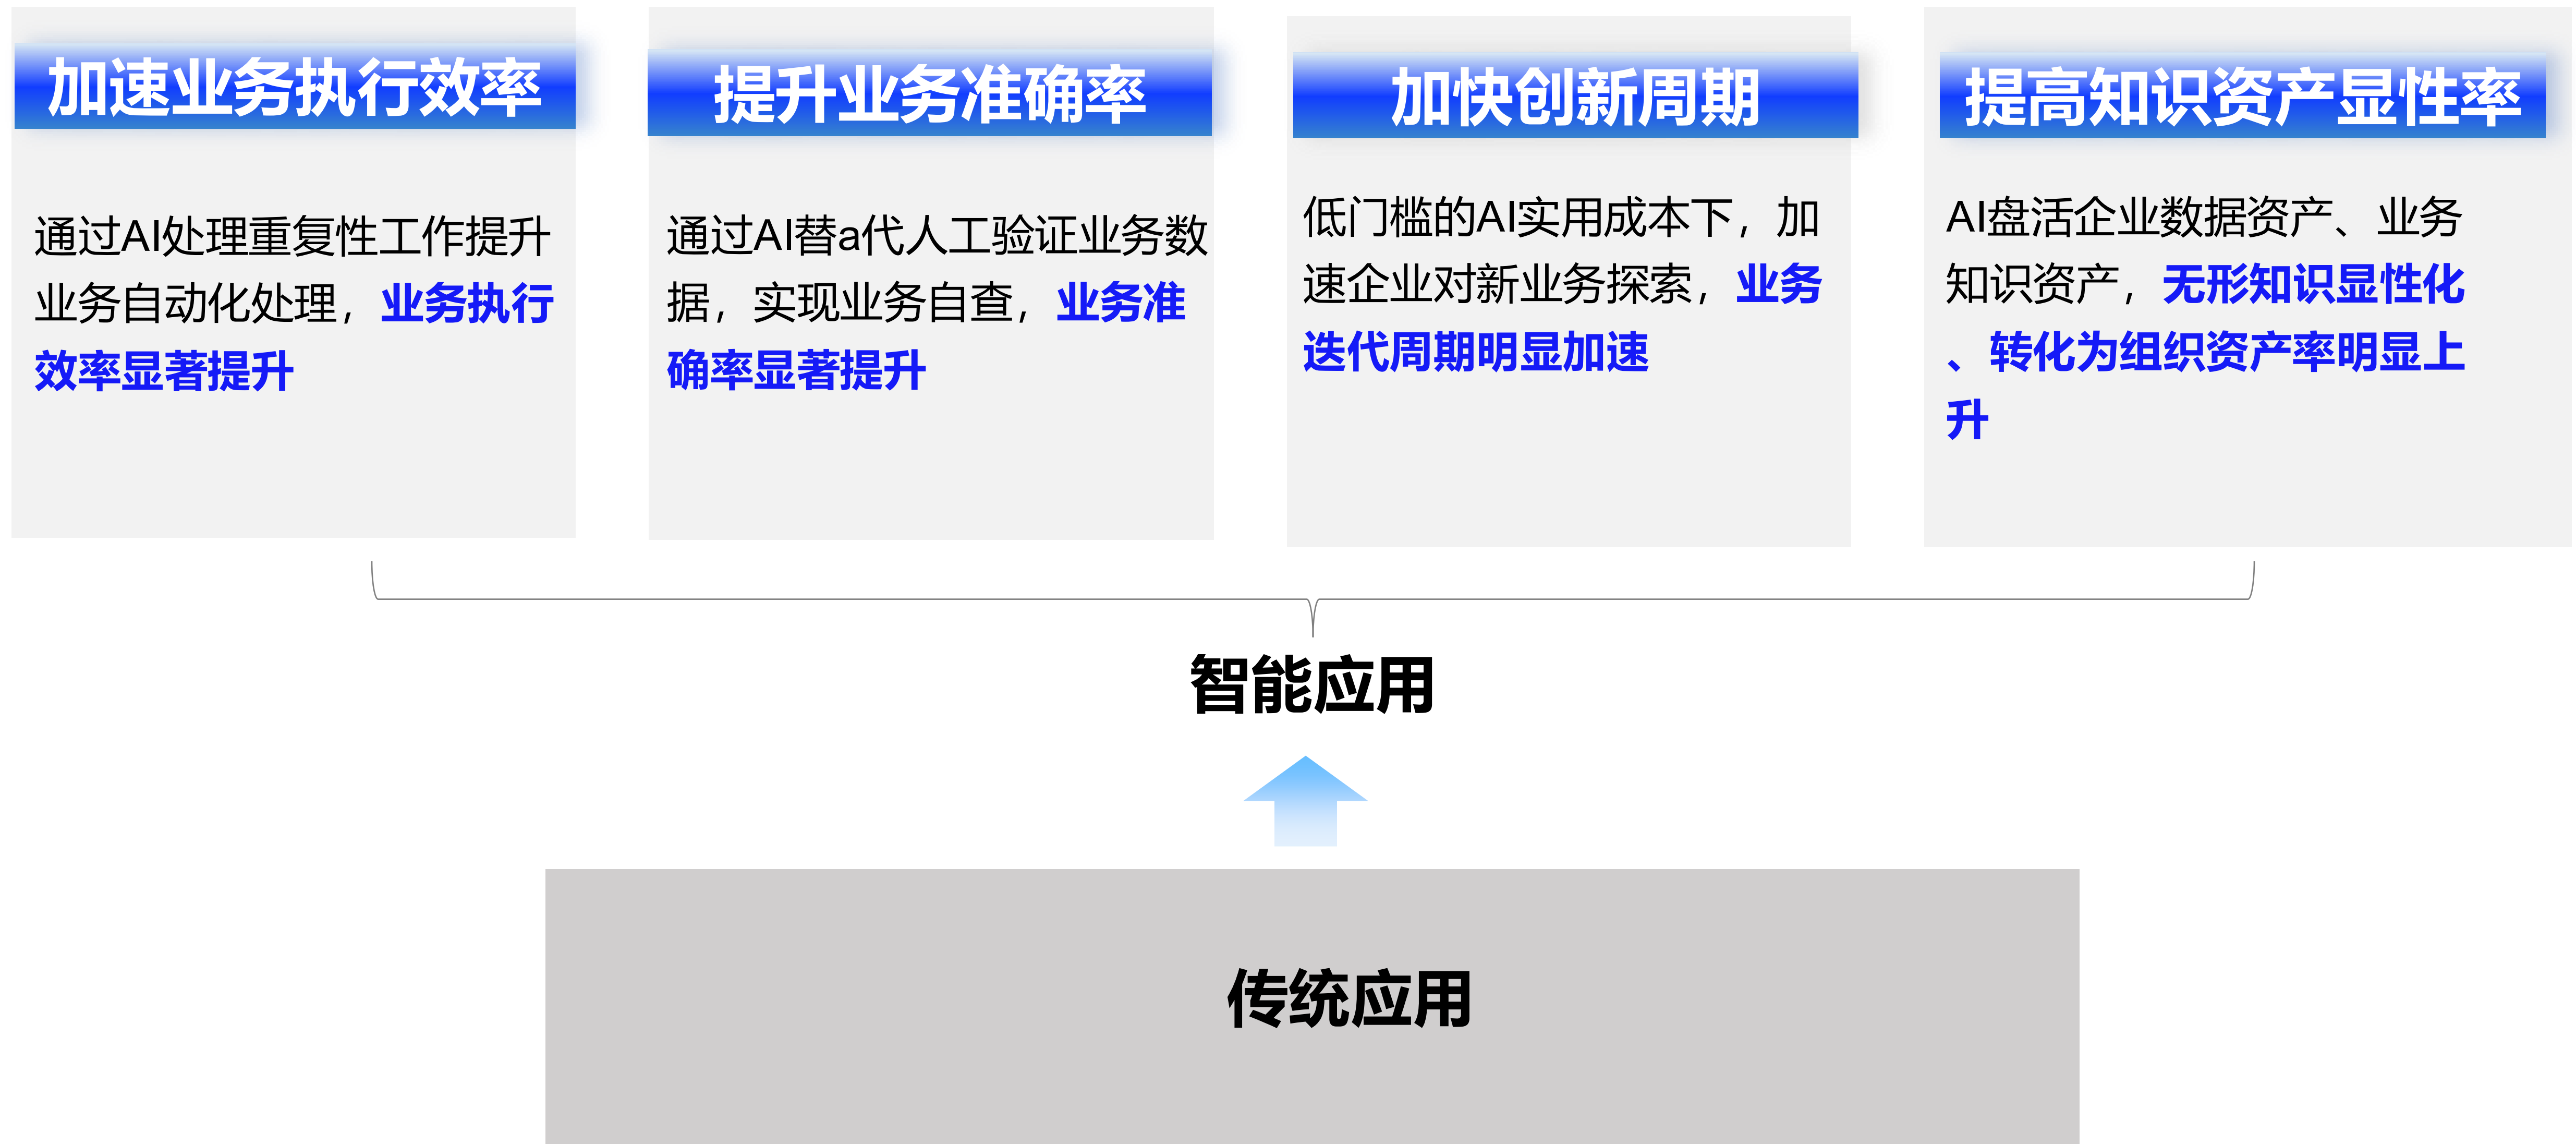 加速业务执行效率
通过AI处理重复性工作提升
业务自动化处理，业务执行
效率显著提升
提升业务准确率
通过AI替a代人工验证业务数
据，实现业务自查，业务准
确率显著提升
加快创新周期
低门槛的AI实用成本下，加
速企业对新业务探索，业务
迭代周期明显加速
提高知识资产显性率
AI盘活企业数据资产、业务
知识资产，无形知识显性化
、转化为组织资产率明显上
升
智能应用
传统应用